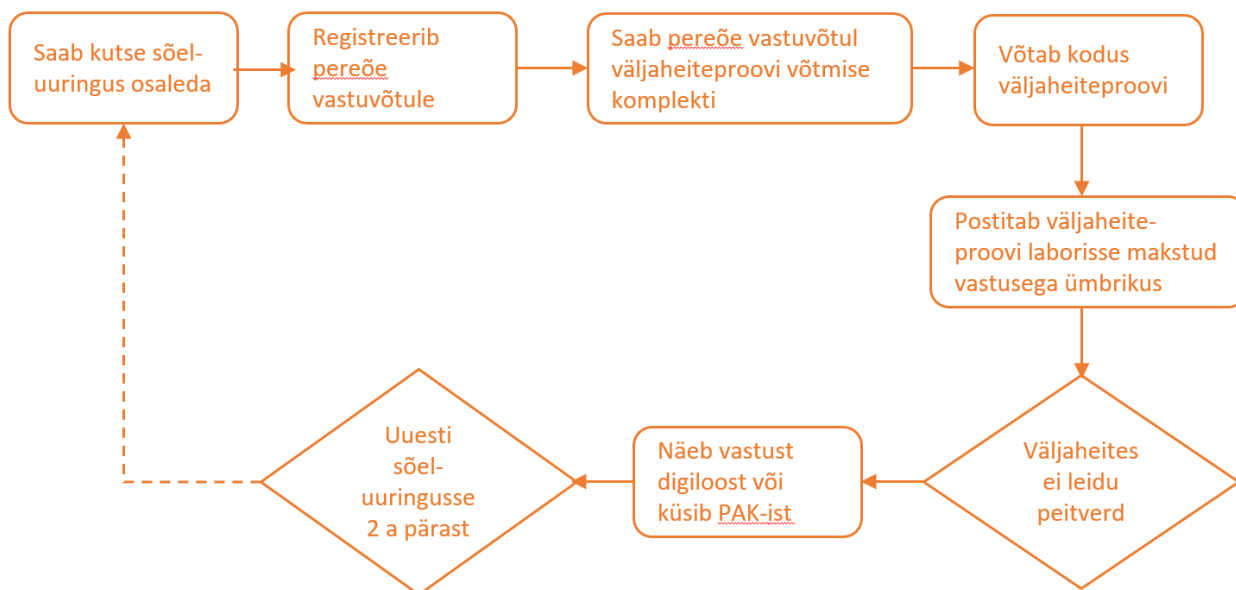 Saab kutse sõel-
uuringus osaleda
Registreerib
pereõe
vastuvõtule
Saab pereõe vastuvõtul
väljaheiteproovi võtmise
komplekti
Võtab kodus
väljaheiteproovi
Postitab väljaheite-
proovi laborisse makstud
vastusega ümbrikus
Väljaheites
ei leidu
peitverd
Näeb vastust
digiloost või
küsib PAK-ist
Uuesti
sõel-
uuringusse
2 a pärast